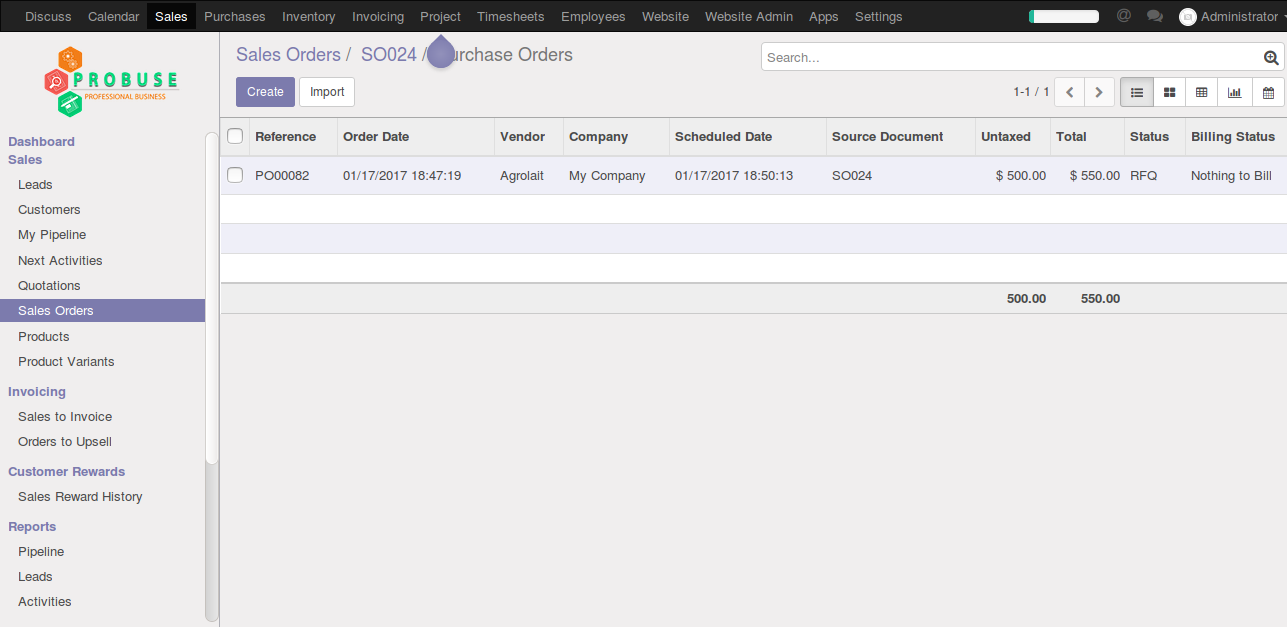 Discuss Calendar Sales Purchases Inventory Invoicing Project Timesheets Employees Website Website Admin Apps Settings @ Administrator
PROBUSE
PROFESSIONAL BUSINESS
Sales Orders / SO024 / urchase Orders
Search...
Create Import
1-1 / 1
Dashboard
Sales
Leads
Customers
My Pipeline
Next Activities
Quotations
Sales Orders
Products
Product Variants
Invoicing
Sales to Invoice
Orders to Upsell
Customer Rewards
Sales Reward History
Reports
Pipeline
Leads
Activities
Reference Order Date Vendor Company Scheduled Date Source Document Untaxed Total Status Billing Status
PO00082 01/17/2017 18:47:19 Agrolait My Company 01/17/2017 18:50:13 SO024 $ 500.00 $ 550.00 RFQ Nothing to Bill
500.00 550.00